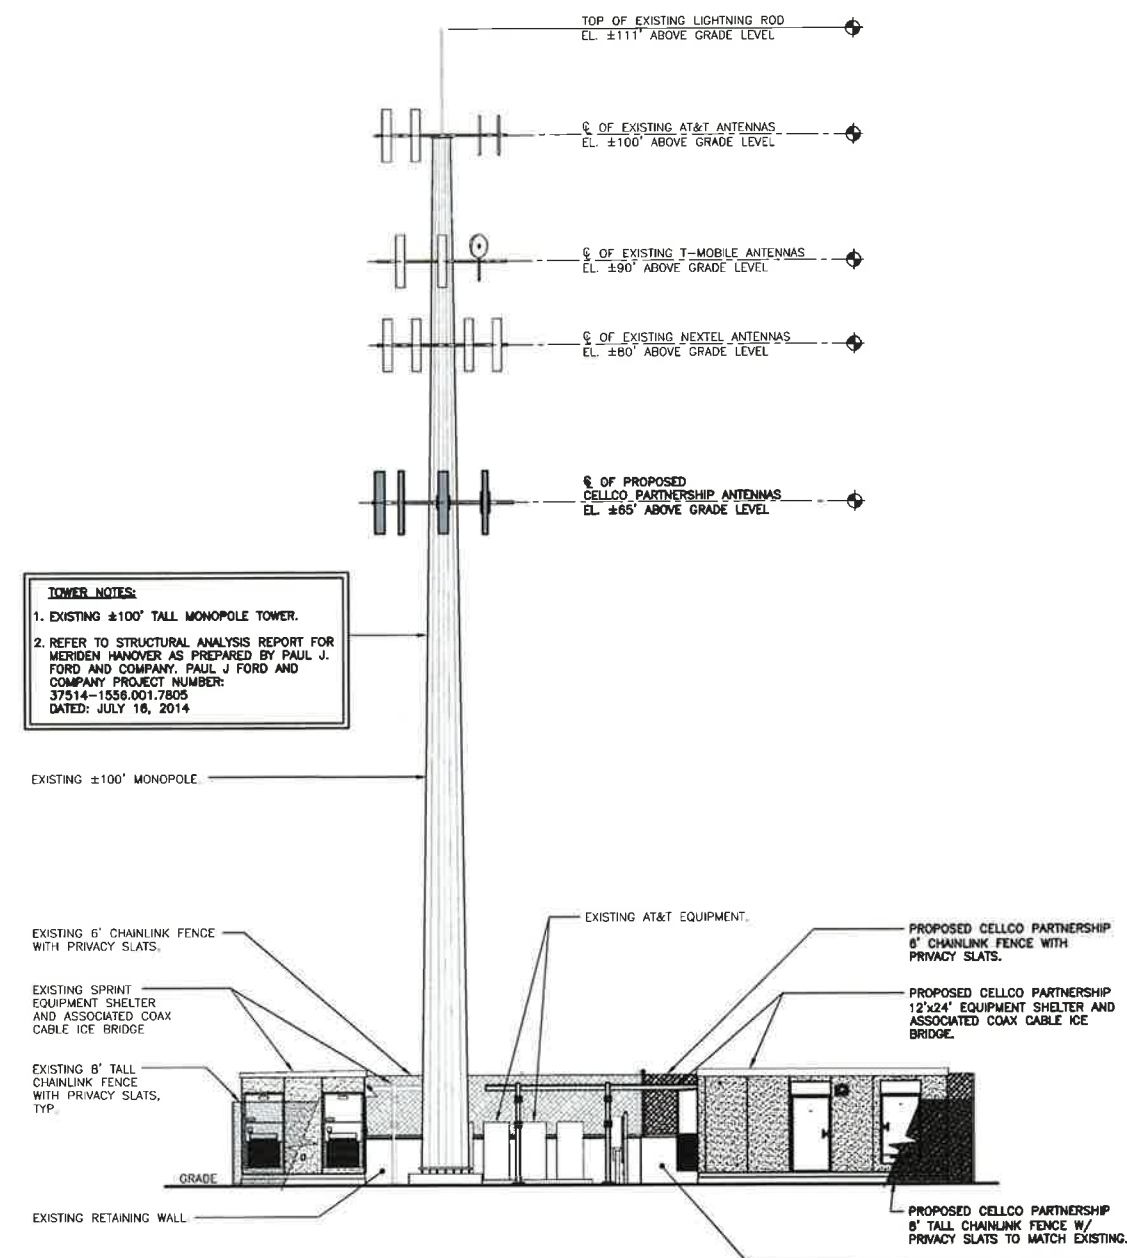 TOP OF EXISTING LIGHTNING ROD
EL. ±111' ABOVE GRADE LEVEL
℄ OF EXISTING AT&T ANTENNAS
EL. ±100' ABOVE GRADE LEVEL
℄ OF EXISTING T-MOBILE ANTENNAS
EL. ±90' ABOVE GRADE LEVEL
℄ OF EXISTING NEXTEL ANTENNAS
EL. ±80' ABOVE GRADE LEVEL
℄ OF PROPOSED
CELLCO PARTNERSHIP ANTENNAS
EL. ±65' ABOVE GRADE LEVEL
TOWER NOTES:
1. EXISTING ±100' TALL MONOPOLE TOWER.
2. REFER TO STRUCTURAL ANALYSIS REPORT FOR
MERIDEN HANOVER AS PREPARED BY PAUL J.
FORD AND COMPANY. PAUL J FORD AND
COMPANY PROJECT NUMBER:
37514-1556.001.7805
DATED: JULY 16, 2014
EXISTING ±100' MONOPOLE.
EXISTING AT&T EQUIPMENT.
EXISTING 6' CHAINLINK FENCE
WITH PRIVACY SLATS.
EXISTING SPRINT
EQUIPMENT SHELTER
AND ASSOCIATED COAX
CABLE ICE BRIDGE
EXISTING 8' TALL
CHAINLINK FENCE
WITH PRIVACY SLATS,
TYP.
PROPOSED CELLCO PARTNERSHIP
6' CHAINLINK FENCE WITH
PRIVACY SLATS.
PROPOSED CELLCO PARTNERSHIP
12'x24' EQUIPMENT SHELTER AND
ASSOCIATED COAX CABLE ICE
BRIDGE.
GRADE
EXISTING RETAINING WALL
PROPOSED CELLCO PARTNERSHIP
8' TALL CHAINLINK FENCE W/
PRIVACY SLATS TO MATCH EXISTING.